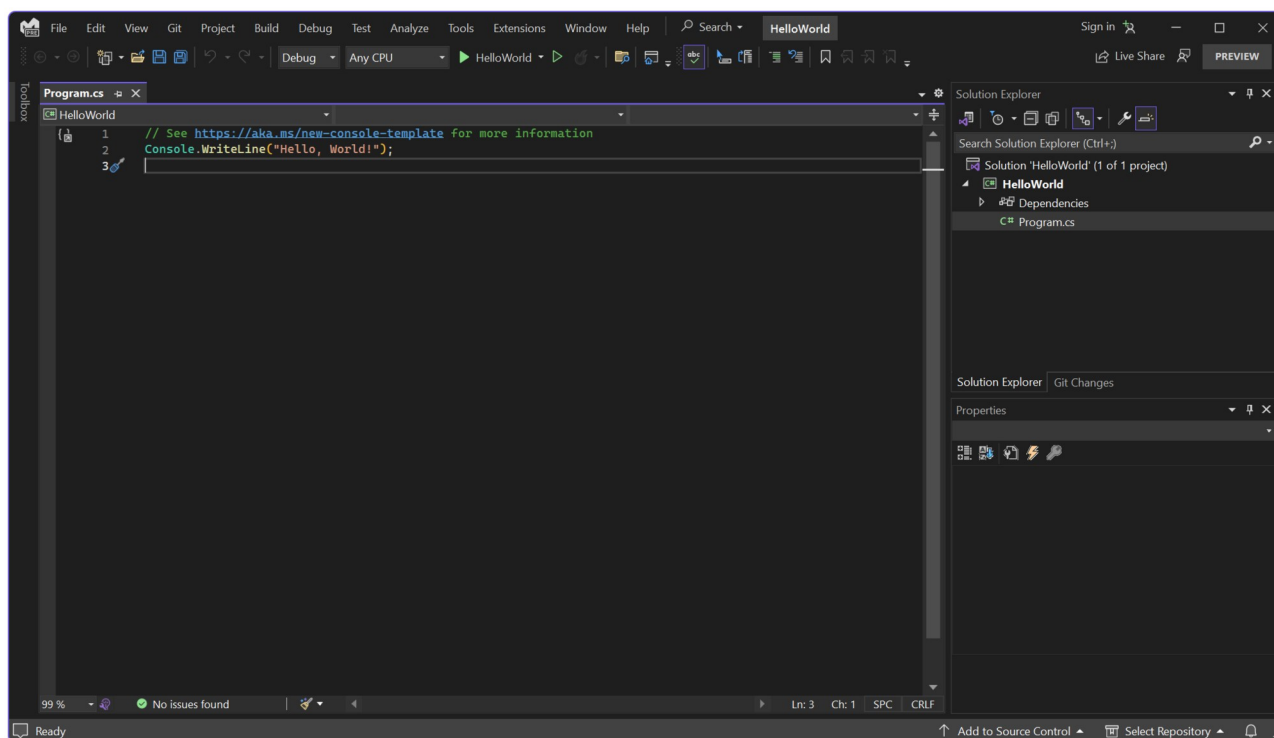 PRE File Edit View Git Project Build Debug Test Analyze Tools Extensions Window Help Search HelloWorld Sign in
Debug Any CPU HelloWorld abc Live Share PREVIEW
Toolbox
Program.cs
C# HelloWorld
1 // See https://aka.ms/new-console-template for more information
2 Console.WriteLine("Hello, World!");
3
99 % No issues found Ln: 3 Ch: 1 SPC CRLF
Solution Explorer
Search Solution Explorer (Ctrl+;)
Solution 'HelloWorld' (1 of 1 project)
C# HelloWorld
Dependencies
C# Program.cs
Solution Explorer Git Changes
Properties
Ready Add to Source Control Select Repository